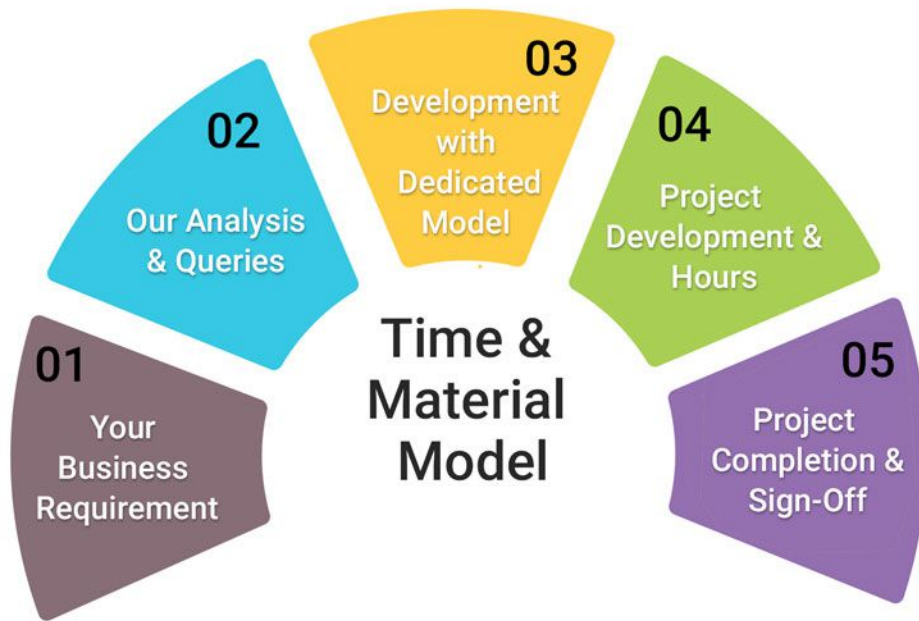 01
Your
Business
Requirement
02
Our Analysis
& Queries
03
Development
with
Dedicated
Model
04
Project
Development &
Hours
05
Project
Completion &
Sign-Off
Time &
Material
Model